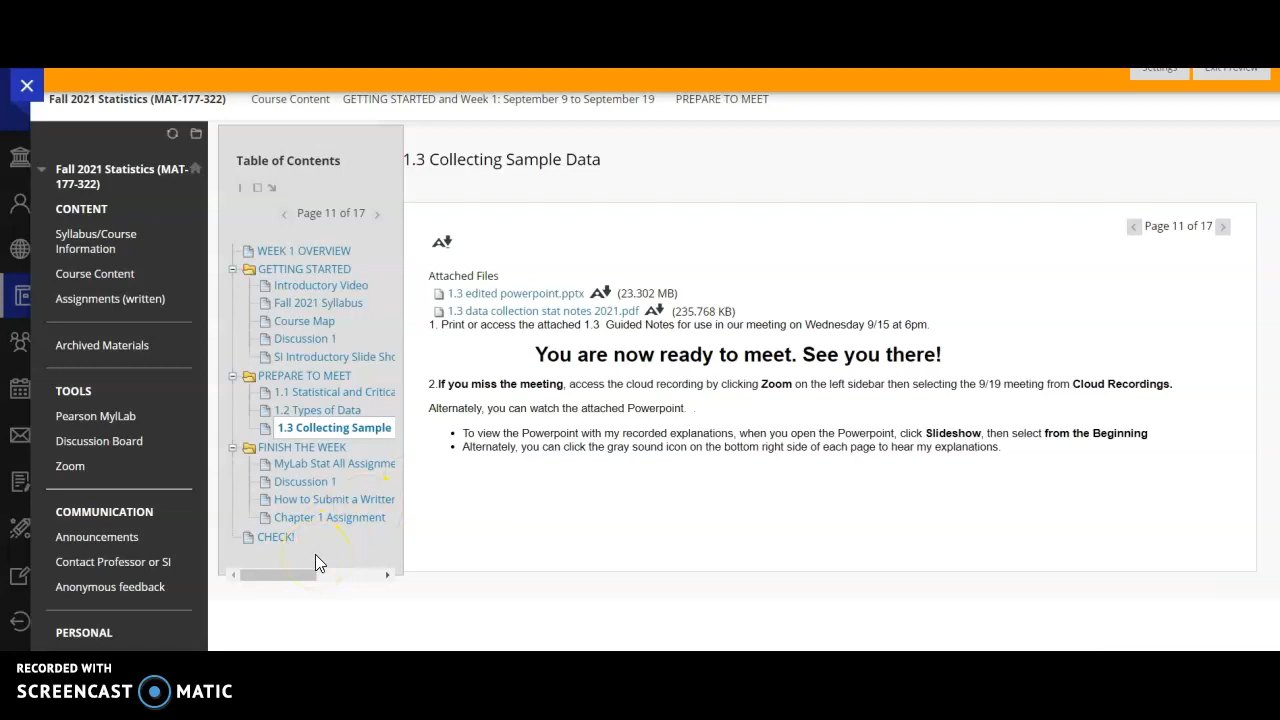 Settings
Exit Preview
Fall 2021 Statistics (MAT-177-322)
Course Content
GETTING STARTED and Week 1: September 9 to September 19
PREPARE TO MEET
Fall 2021 Statistics (MAT-
177-322)
CONTENT
Syllabus/Course
Information
Course Content
Assignments (written)
Archived Materials
TOOLS
Pearson MyLab
Discussion Board
Zoom
COMMUNICATION
Announcements
Contact Professor or SI
Anonymous feedback
PERSONAL
Table of Contents
Page 11 of 17
WEEK 1 OVERVIEW
GETTING STARTED
Introductory Video
Fall 2021 Syllabus
Course Map
Discussion 1
SI Introductory Slide Sho
PREPARE TO MEET
1.1 Statistical and Critica
1.2 Types of Data
1.3 Collecting Sample
FINISH THE WEEK
MyLab Stat All Assignme
Discussion 1
How to Submit a Writter
Chapter 1 Assignment
CHECK!
1.3 Collecting Sample Data
Page 11 of 17
Attached Files
1.3 edited powerpoint.pptx (23.302 MB)
1.3 data collection stat notes 2021.pdf (235.768 KB)
1. Print or access the attached 1.3 Guided Notes for use in our meeting on Wednesday 9/15 at 6pm.
You are now ready to meet. See you there!
2.If you miss the meeting, access the cloud recording by clicking Zoom on the left sidebar then selecting the 9/19 meeting from Cloud Recordings.
Alternately, you can watch the attached Powerpoint. .
• To view the Powerpoint with my recorded explanations, when you open the Powerpoint, click Slideshow, then select from the Beginning
• Alternately, you can click the gray sound icon on the bottom right side of each page to hear my explanations.
RECORDED WITH
SCREENCAST MATIC